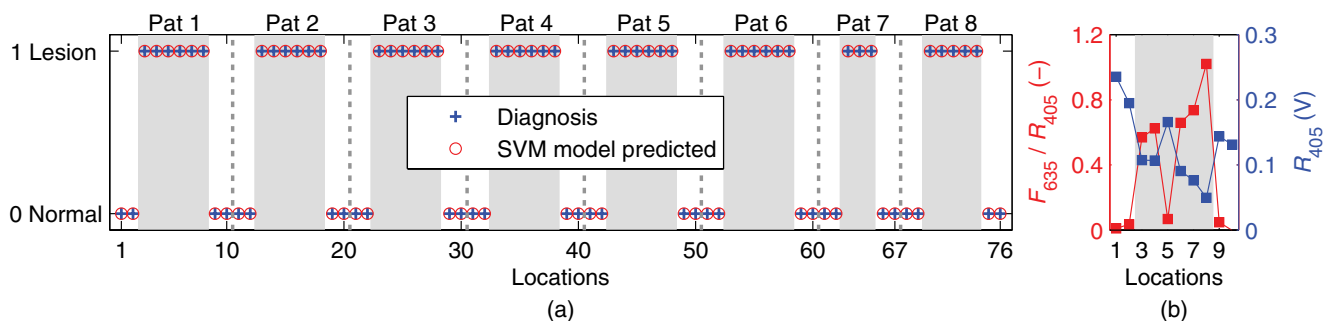 Pat 1 Pat 2 Pat 3 Pat 4 Pat 5 Pat 6 Pat 7 Pat 8
1 Lesion
0 Normal
Diagnosis
SVM model predicted
1 10 20 30 40 50 60 67 76
Locations
(a)
1.2
0.8
0.4
0
F635 / R405 (–)
0.3
0.2
0.1
0
R405 (V)
1 3 5 7 9
Locations
(b)